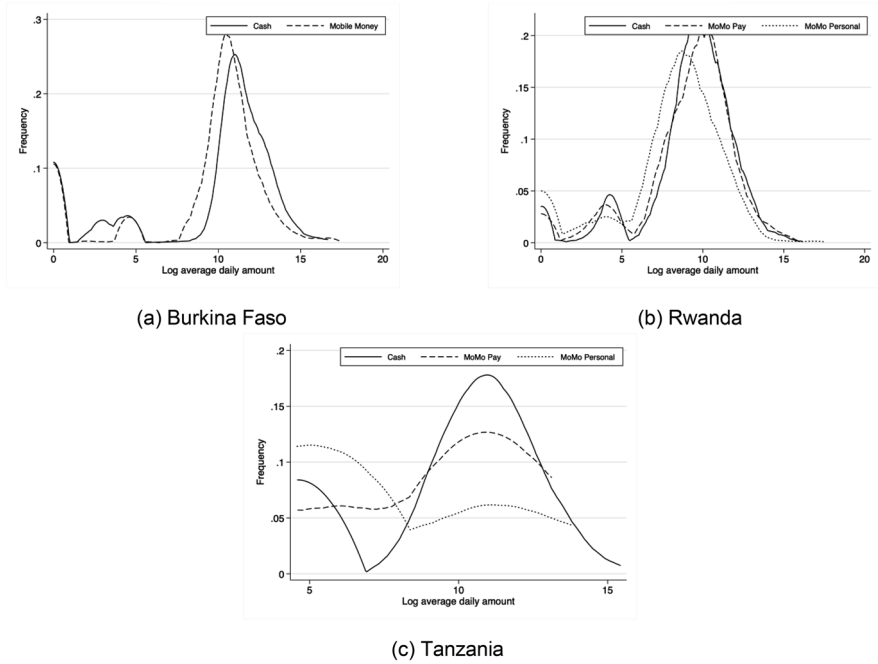 Cash Mobile Money
.3
.2
.1
0
Frequency
0 5 10 15 20
Log average daily amount
(a) Burkina Faso
Cash MoMo Pay MoMo Personal
.2
.15
.1
.05
0
Frequency
0 5 10 15 20
Log average daily amount
(b) Rwanda
Cash MoMo Pay MoMo Personal
.2
.15
.1
.05
0
Frequency
5 10 15
Log average daily amount
(c) Tanzania